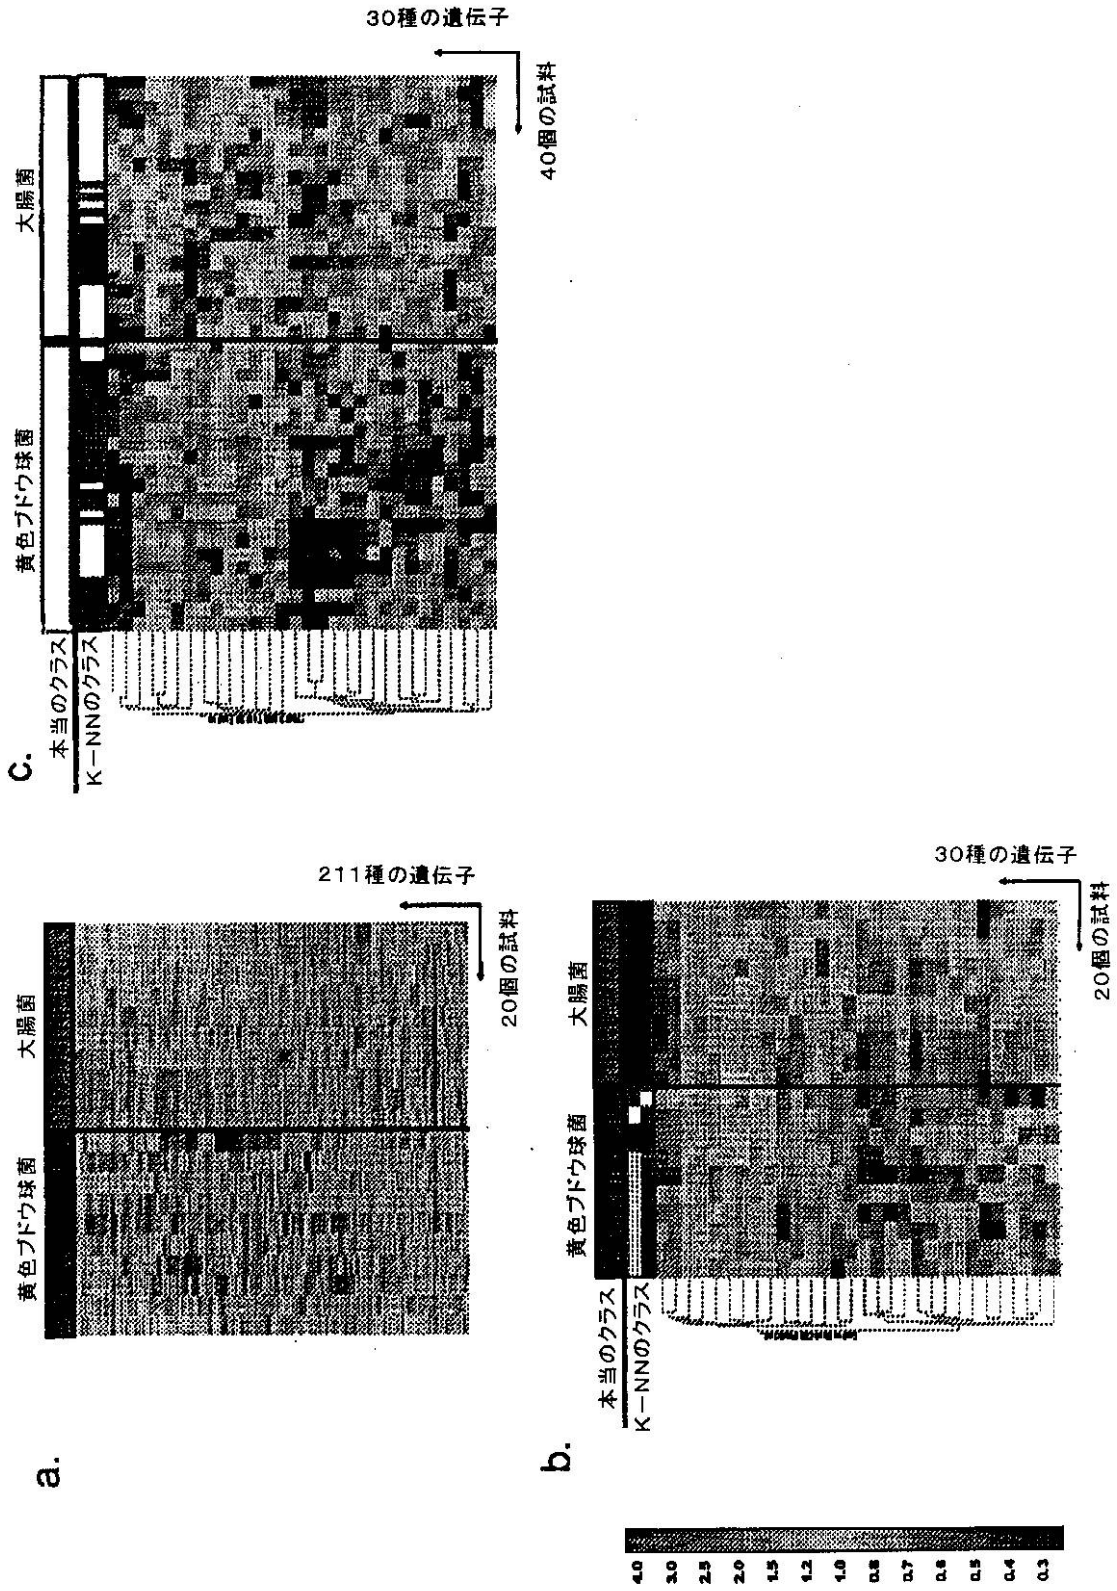 a.
黄色ブドウ球菌
大腸菌
211種の遺伝子
20個の試料
b.
本当のクラス
K－NNのクラス
黄色ブドウ球菌
大腸菌
30種の遺伝子
20個の試料
4.0
3.0
2.5
2.0
1.5
1.2
1.0
0.8
0.7
0.6
0.5
0.4
0.3
c.
本当のクラス
K－NNのクラス
黄色ブドウ球菌
大腸菌
30種の遺伝子
40個の試料